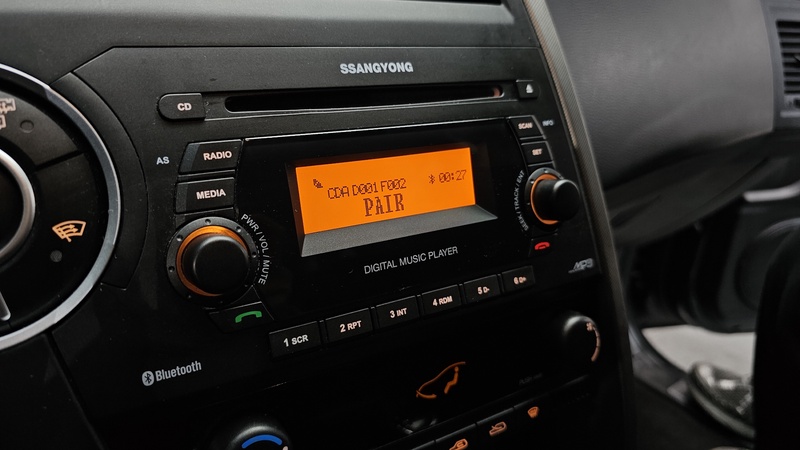 SSANGYONG
CD
SCAN
INFO
AS
RADIO
SET
MEDIA
CDA D001 F002
00:27
PAIR
PWR / VOL / MUTE
SEEK / TRACK / ENT
DIGITAL MUSIC PLAYER
MP3
1 SCR
2 RPT
3 INT
4 RDM
5 D-
6 D+
Bluetooth